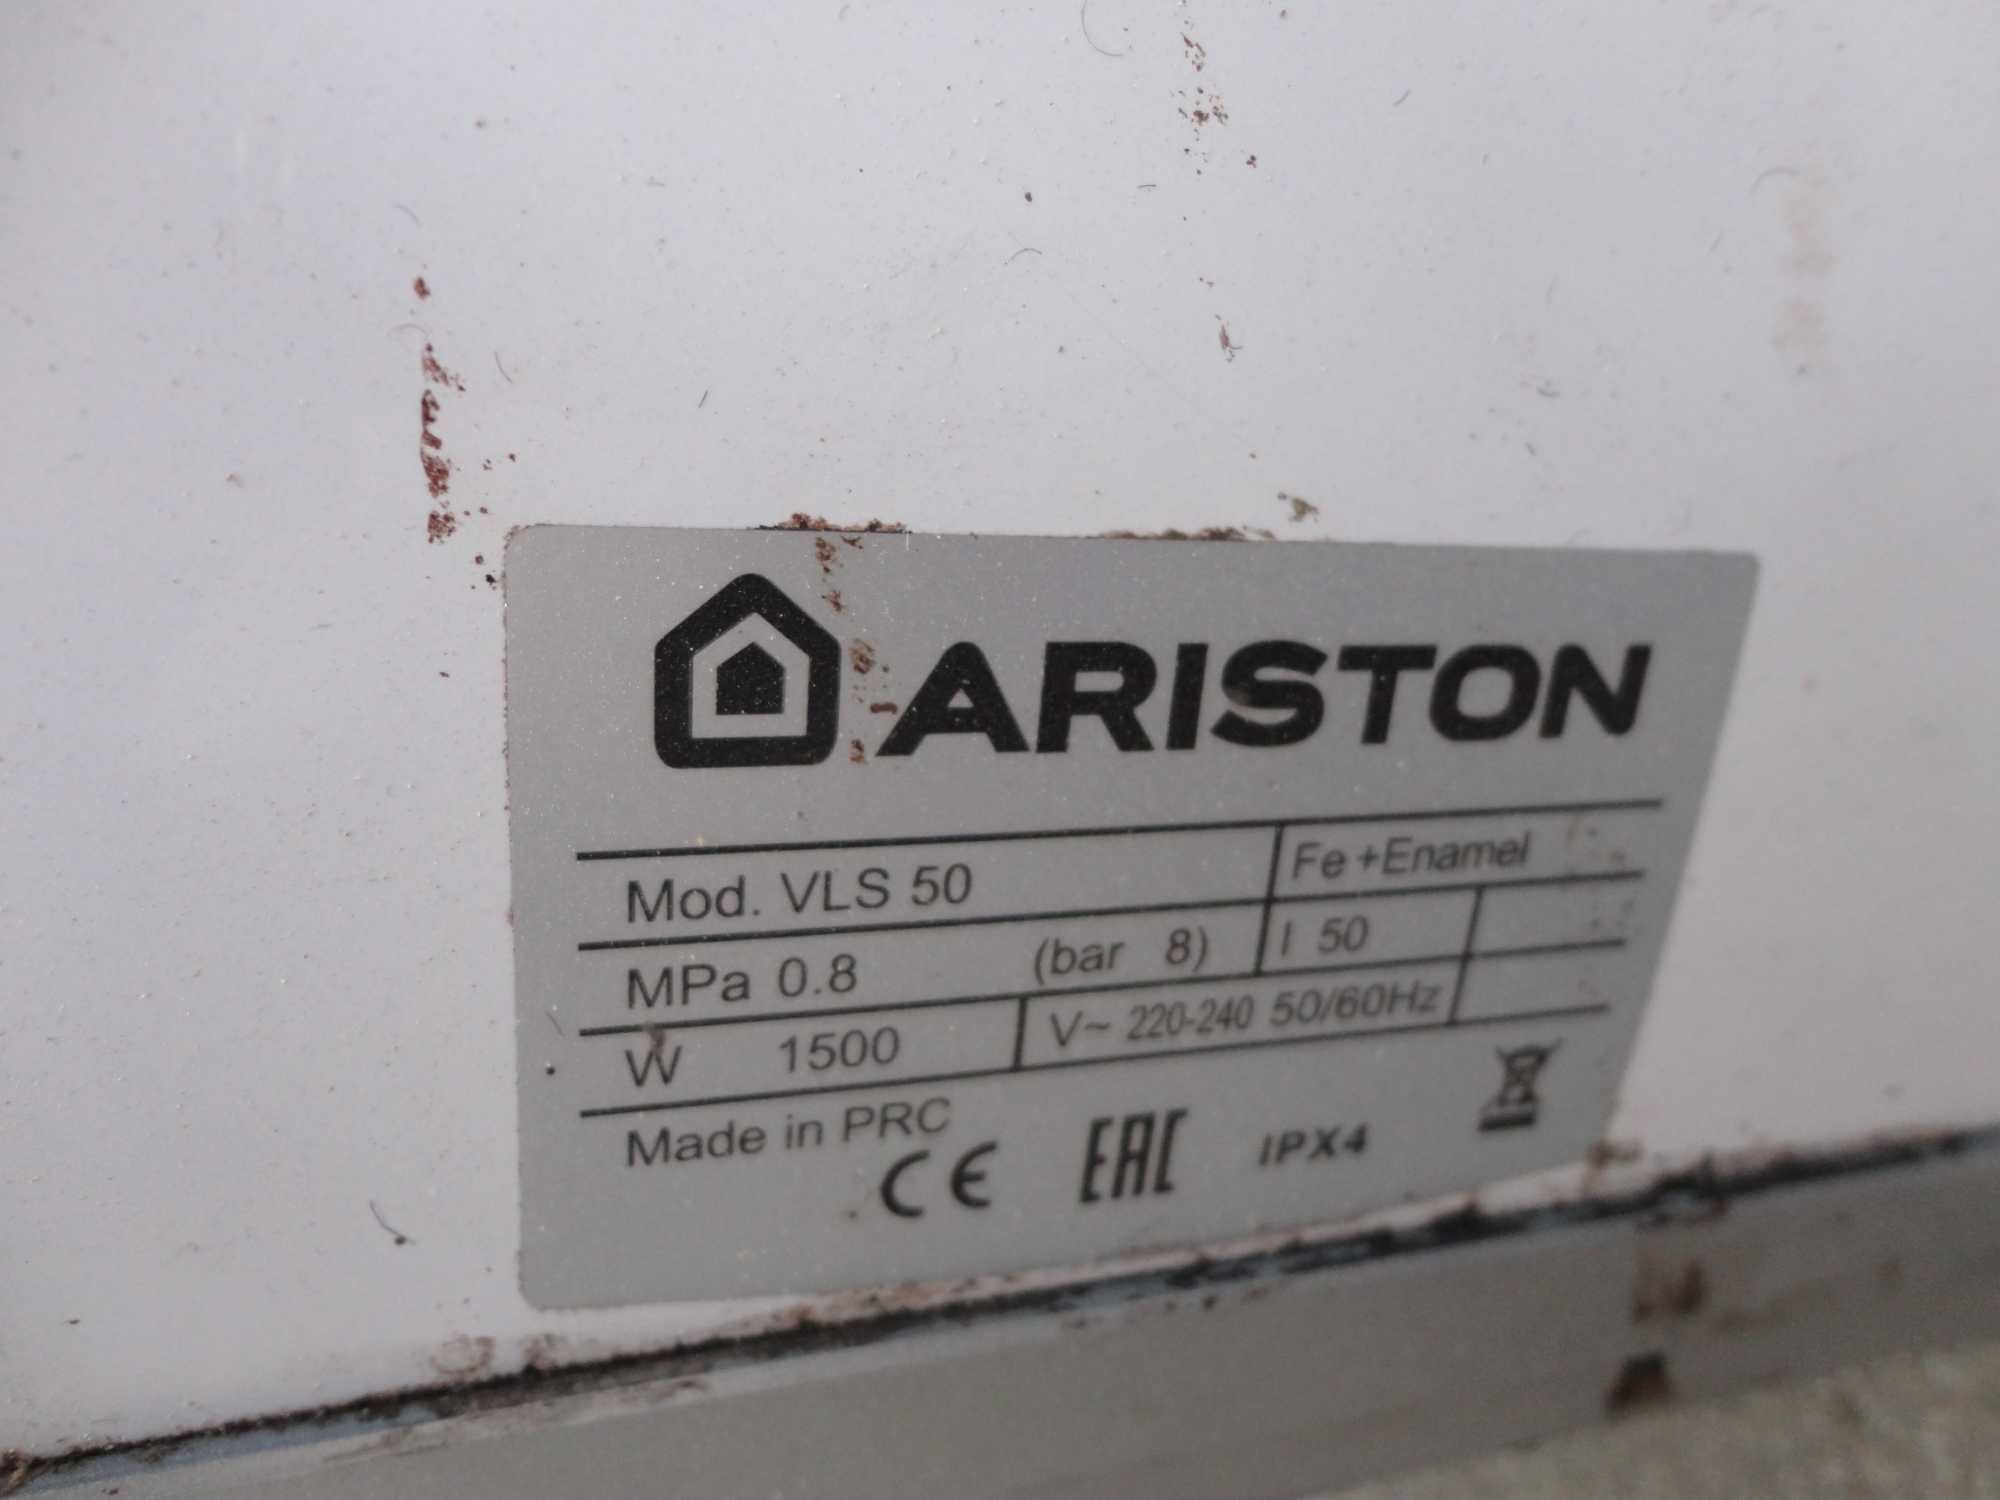 ARISTON
Mod. VLS 50 Fe+Enamel
MPa 0.8 (bar 8) l 50
W 1500 V~ 220-240 50/60Hz
Made in PRC
CE EAC IPX4